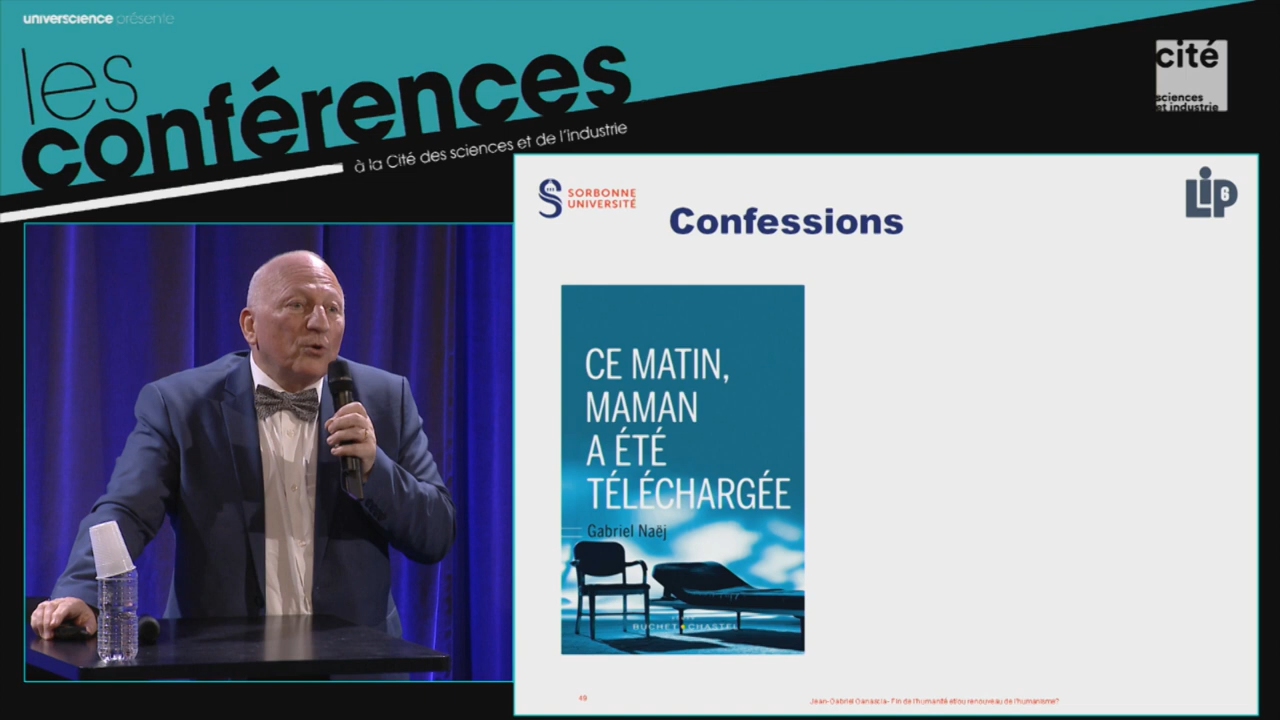 universcience présente
les
conférences
à la Cité des sciences et de l'industrie
cité
sciences
et industrie
SORBONNE
UNIVERSITÉ
LIP6
Confessions
CE MATIN,
MAMAN
A ÉTÉ
TÉLÉCHARGÉE
Gabriel Naëj
BUCHET CHASTEL
49
Jean-Gabriel Ganascia- Fin de l'humanité et/ou renouveau de l'humanisme?